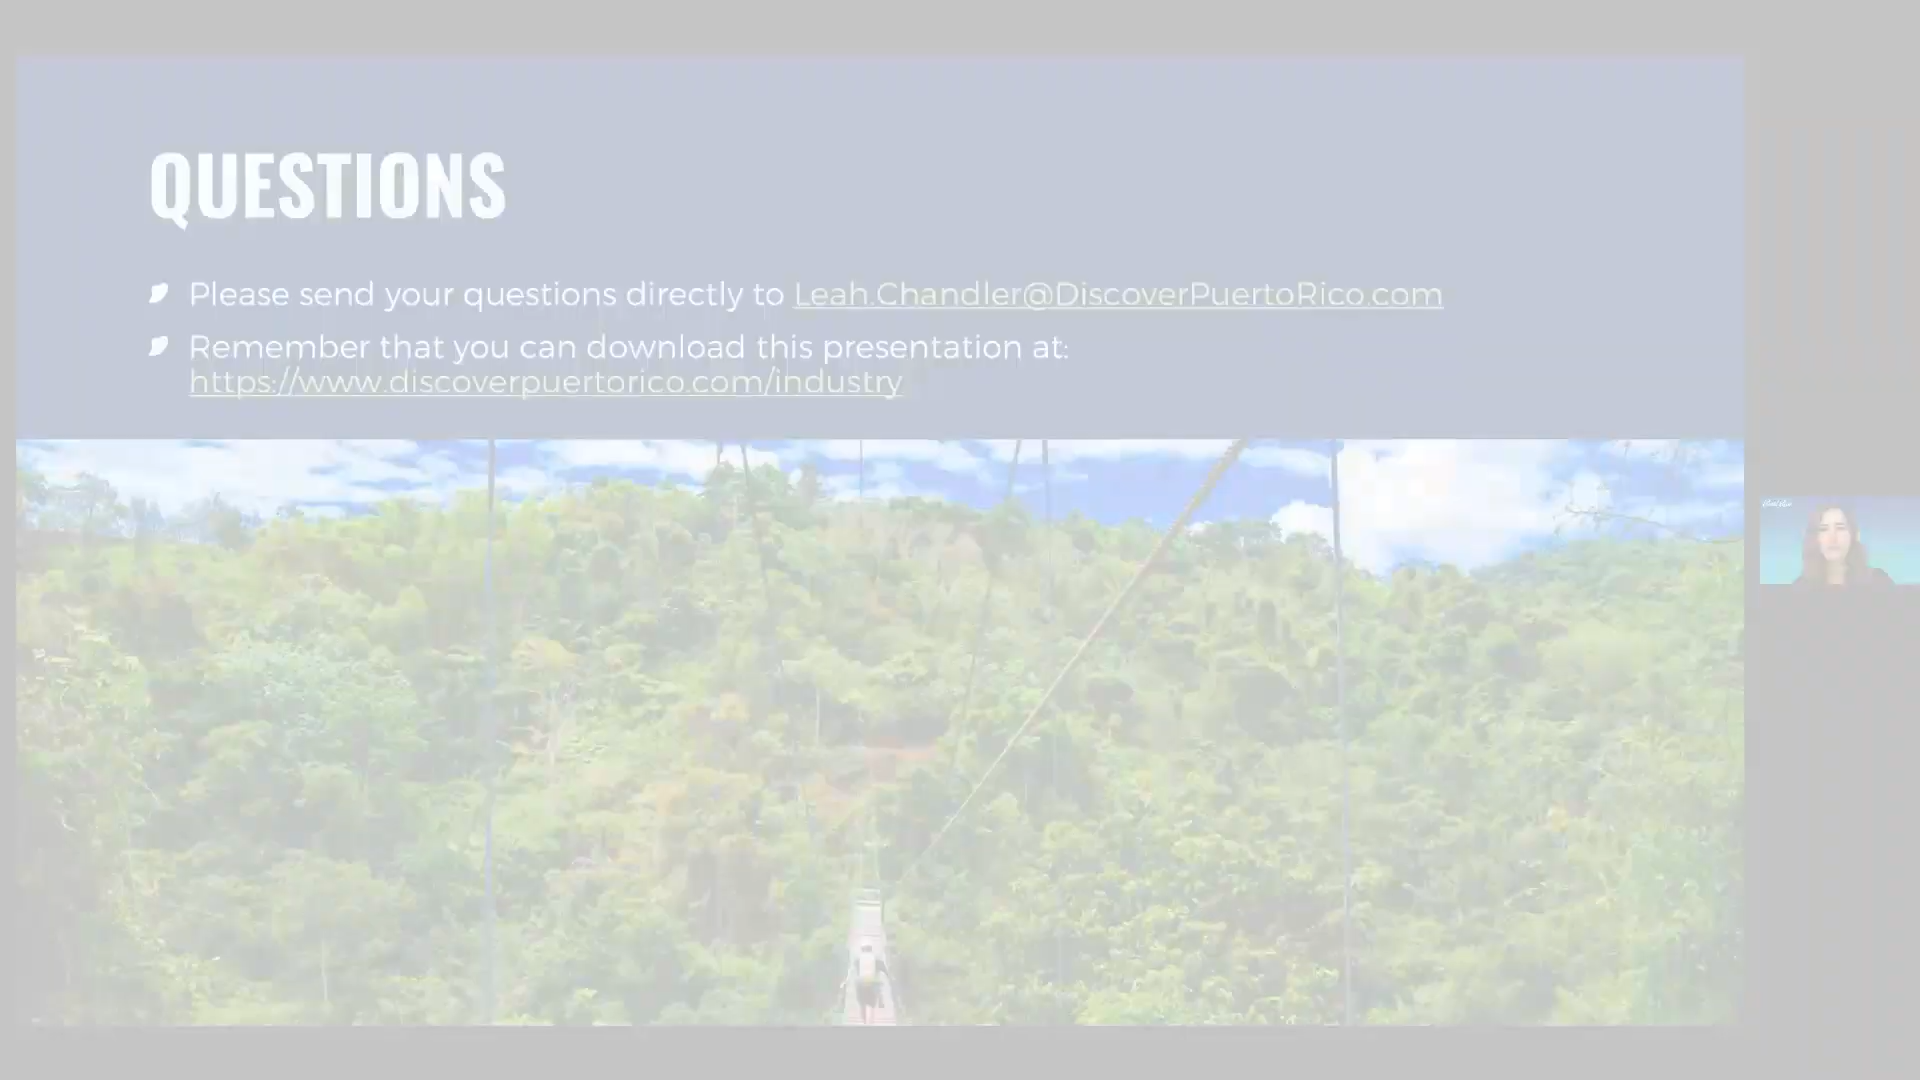 QUESTIONS
Please send your questions directly to Leah.Chandler@DiscoverPuertoRico.com
Remember that you can download this presentation at:
https://www.discoverpuertorico.com/industry